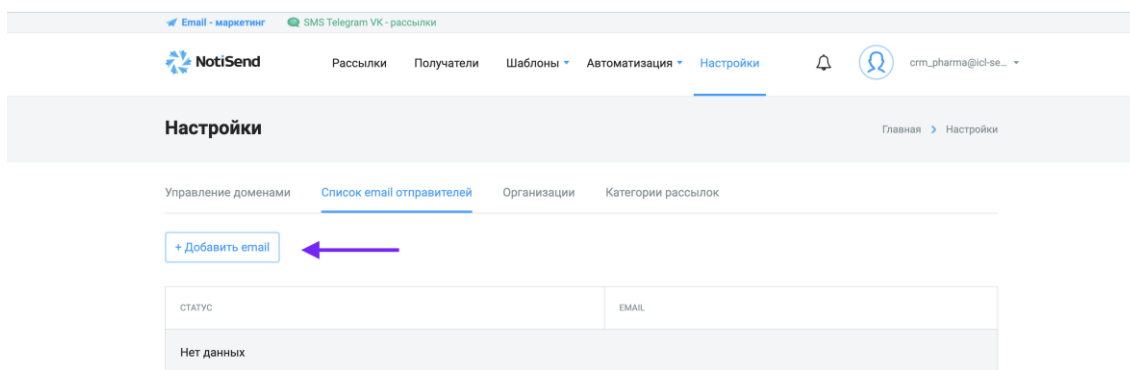 Email - маркетинг SMS Telegram VK - рассылки
NotiSend Рассылки Получатели Шаблоны Автоматизация Настройки crm_pharma@icl-se...
Настройки Главная > Настройки
Управление доменами Список email отправителей Организации Категории рассылок
+ Добавить email
СТАТУС EMAIL
Нет данных